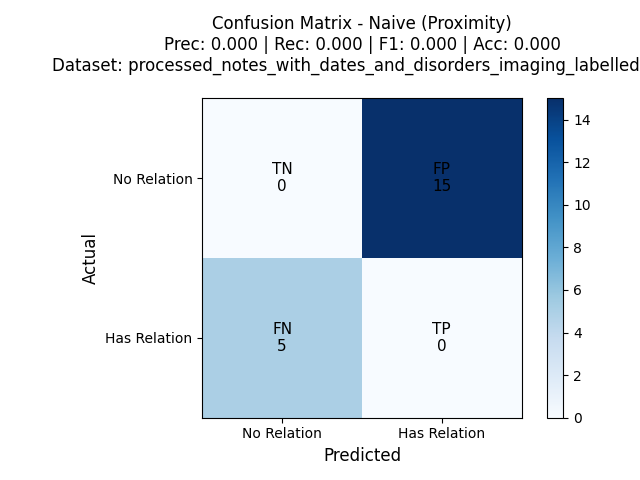 Confusion Matrix - Naive (Proximity)
Prec: 0.000 | Rec: 0.000 | F1: 0.000 | Acc: 0.000
Dataset: processed_notes_with_dates_and_disorders_imaging_labelled
No Relation
Has Relation
Actual
TN
0
FP
15
FN
5
TP
0
No Relation
Has Relation
Predicted
14
12
10
8
6
4
2
0